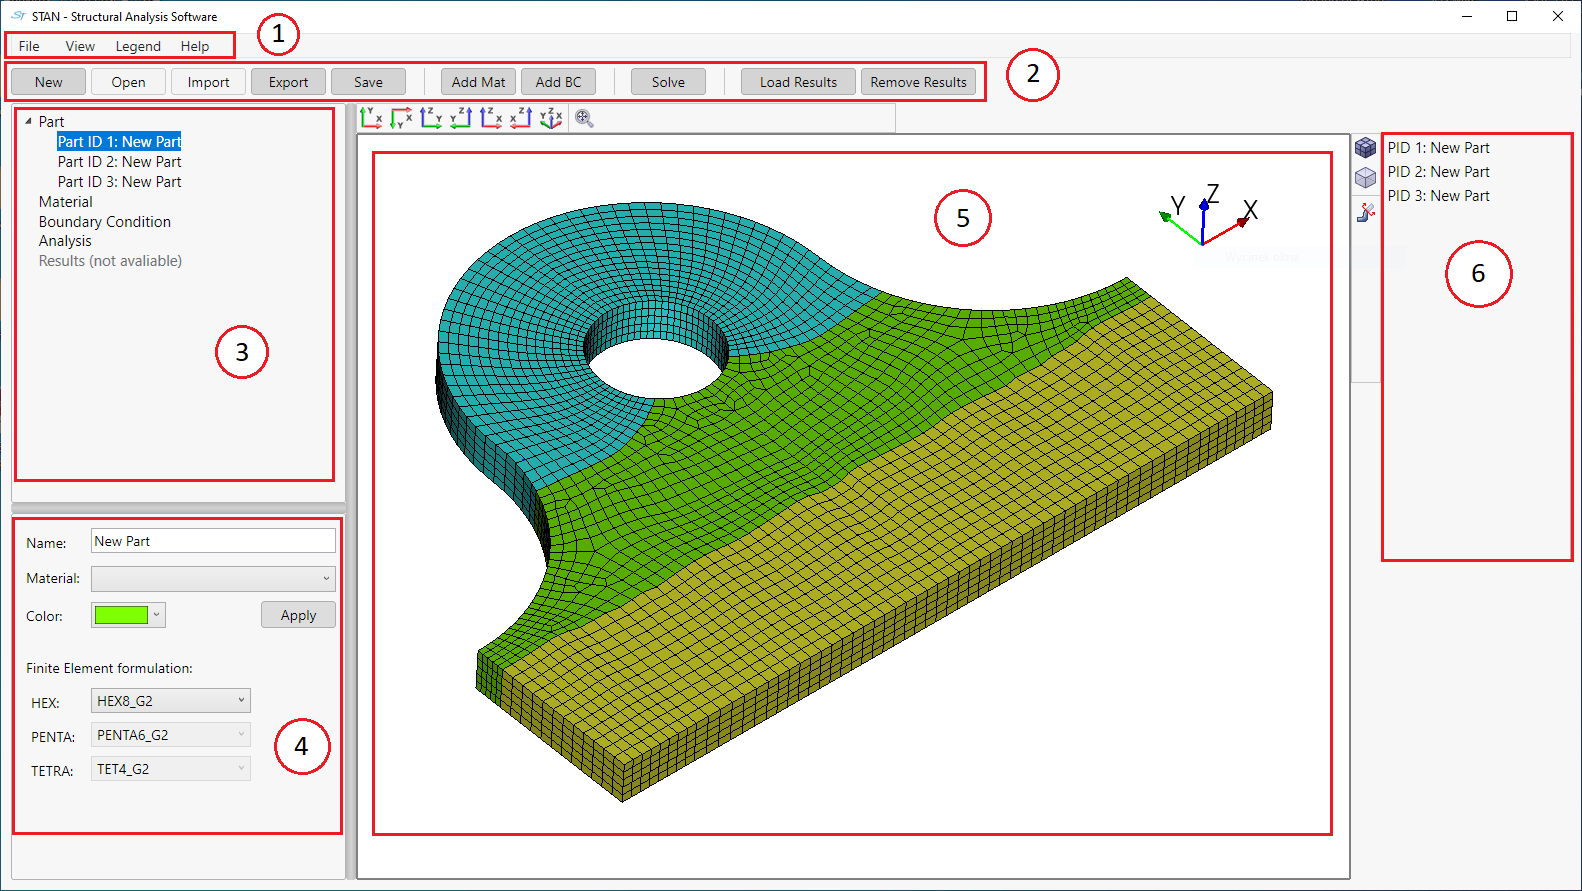 ST STAN - Structural Analysis Software
File View Legend Help
1
New Open Import Export Save Add Mat Add BC Solve Load Results Remove Results
2
Part
Part ID 1: New Part
Part ID 2: New Part
Part ID 3: New Part
Material
Boundary Condition
Analysis
Results (not avaliable)
3
Name: New Part
Material:
Color: Apply
Finite Element formulation:
HEX: HEX8_G2
PENTA: PENTA6_G2
TETRA: TET4_G2
4
Y X X Y Z Y Z Y Z X Z X Y Z X
5
Y Z X
PID 1: New Part
PID 2: New Part
PID 3: New Part
6